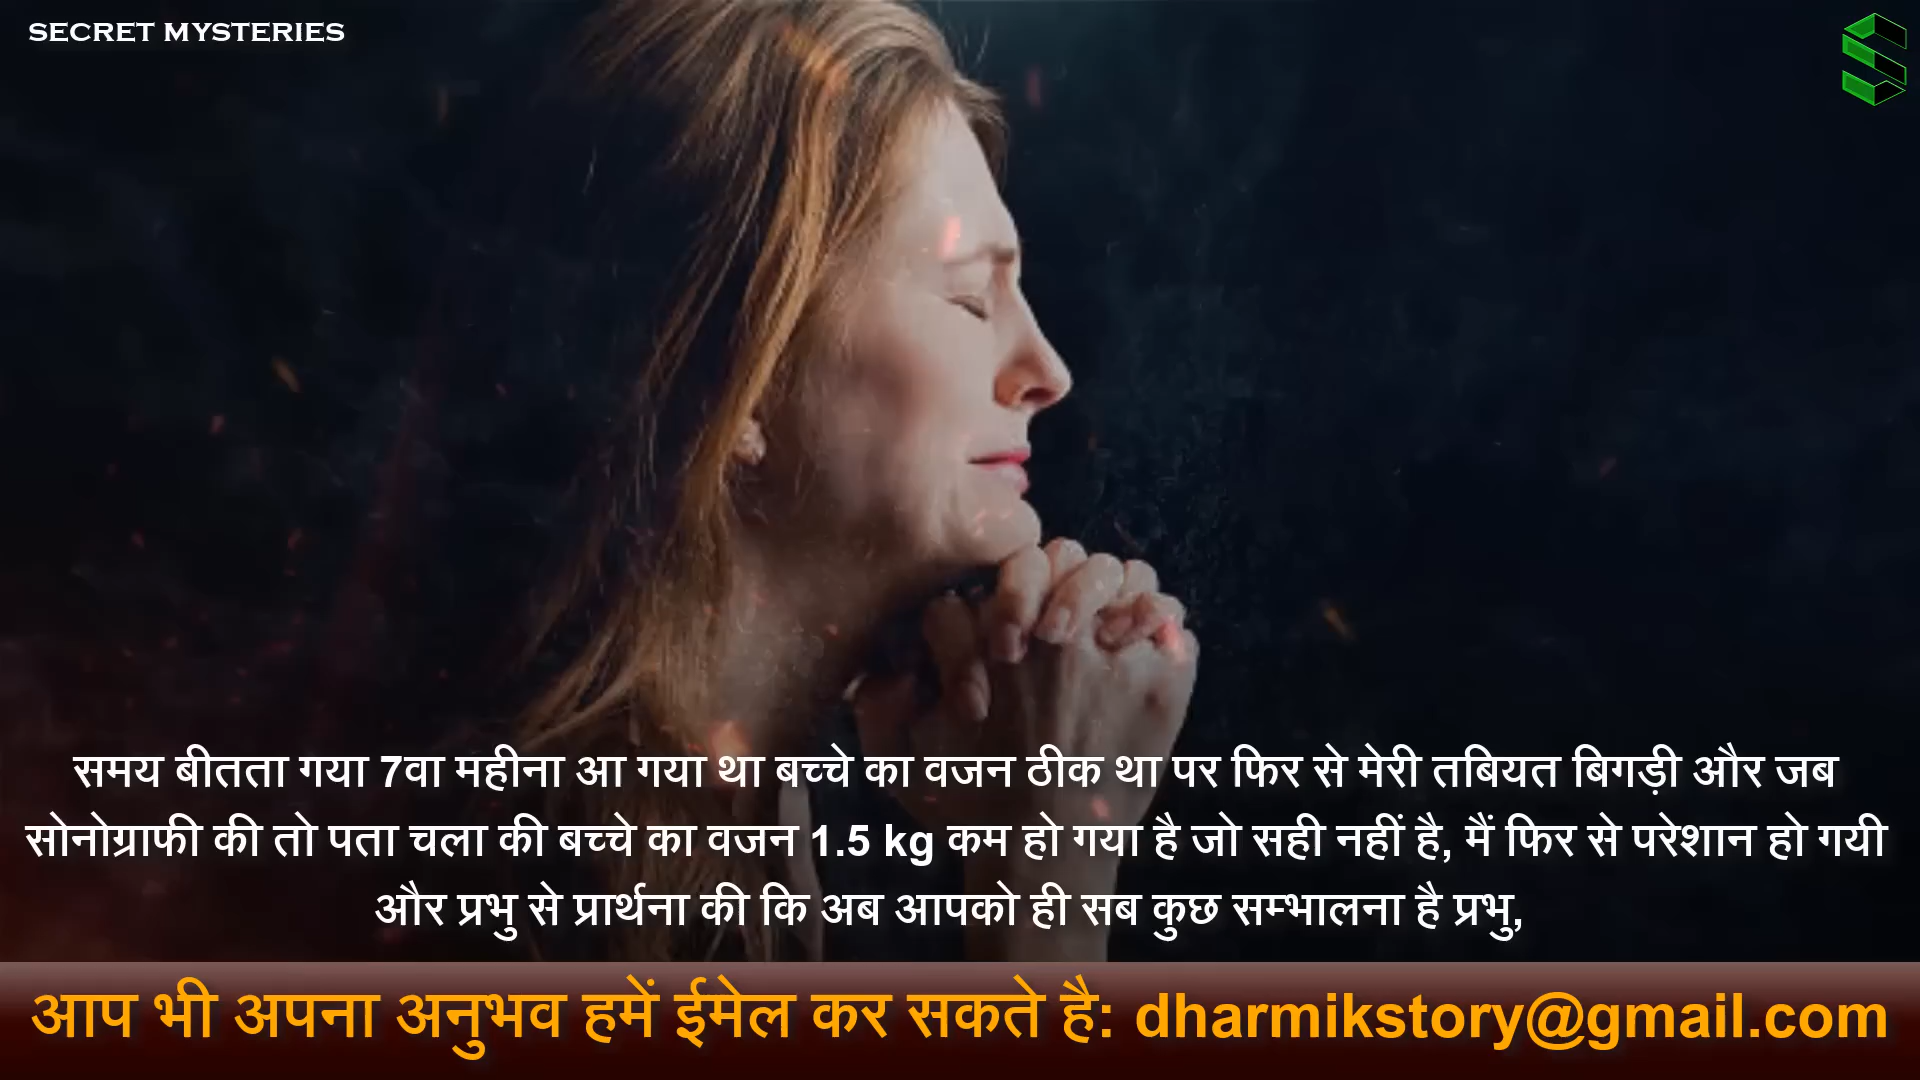 SECRET MYSTERIES
समय बीतता गया 7वा महीना आ गया था बच्चे का वजन ठीक था पर फिर से मेरी तबियत बिगड़ी और जब
सोनोग्राफी की तो पता चला की बच्चे का वजन 1.5 kg कम हो गया है जो सही नहीं है, मैं फिर से परेशान हो गयी
और प्रभु से प्रार्थना की कि अब आपको ही सब कुछ सम्भालना है प्रभु,
आप भी अपना अनुभव हमें ईमेल कर सकते है: dharmikstory@gmail.com